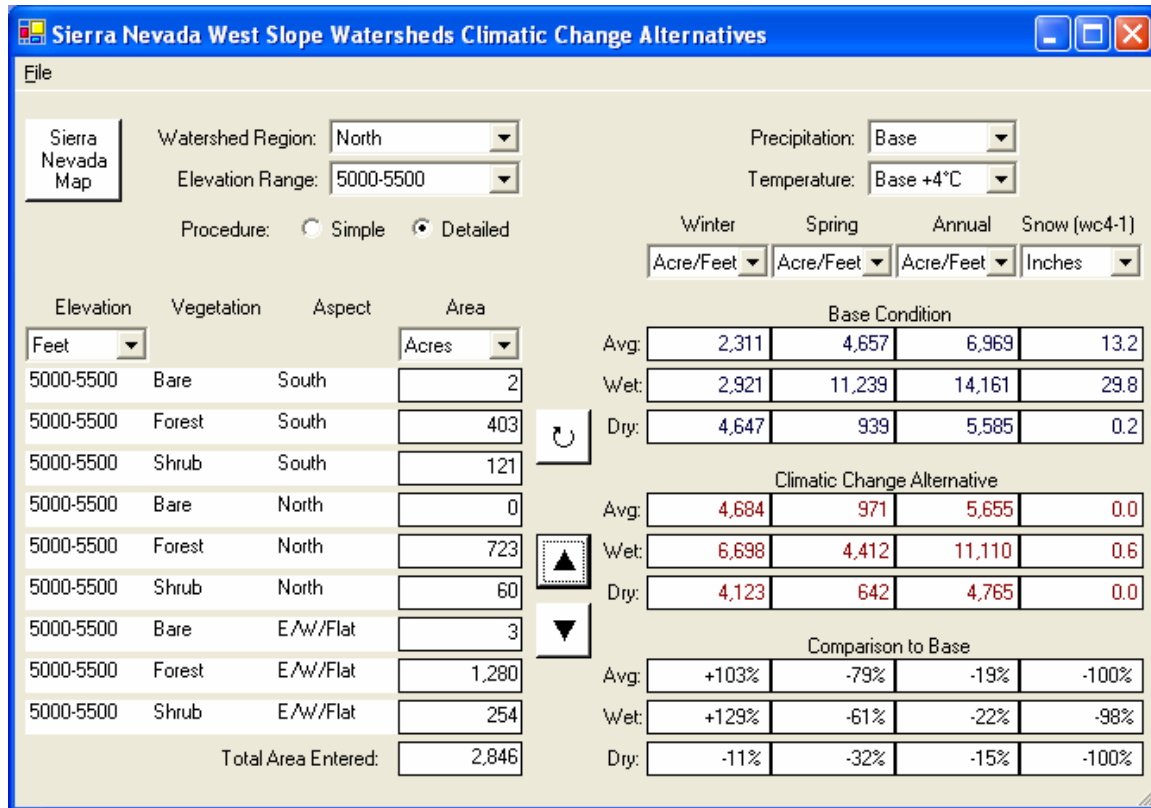 Sierra Nevada West Slope Watersheds Climatic Change Alternatives
File
Sierra
Nevada
Map
Watershed Region: North
Elevation Range: 5000-5500
Procedure: Simple Detailed
Precipitation: Base
Temperature: Base +4°C
Winter Spring Annual Snow (wc4-1)
Acre/Feet Acre/Feet Acre/Feet Inches
Elevation Vegetation Aspect Area
Feet Acres
5000-5500 Bare South 2
5000-5500 Forest South 403
5000-5500 Shrub South 121
5000-5500 Bare North 0
5000-5500 Forest North 723
5000-5500 Shrub North 60
5000-5500 Bare E/W/Flat 3
5000-5500 Forest E/W/Flat 1,280
5000-5500 Shrub E/W/Flat 254
Total Area Entered: 2,846
Base Condition
Avg: 2,311 4,657 6,969 13.2
Wet: 2,921 11,239 14,161 29.8
Dry: 4,647 939 5,585 0.2
Climatic Change Alternative
Avg: 4,684 971 5,655 0.0
Wet: 6,698 4,412 11,110 0.6
Dry: 4,123 642 4,765 0.0
Comparison to Base
Avg: +103% -79% -19% -100%
Wet: +129% -61% -22% -98%
Dry: -11% -32% -15% -100%